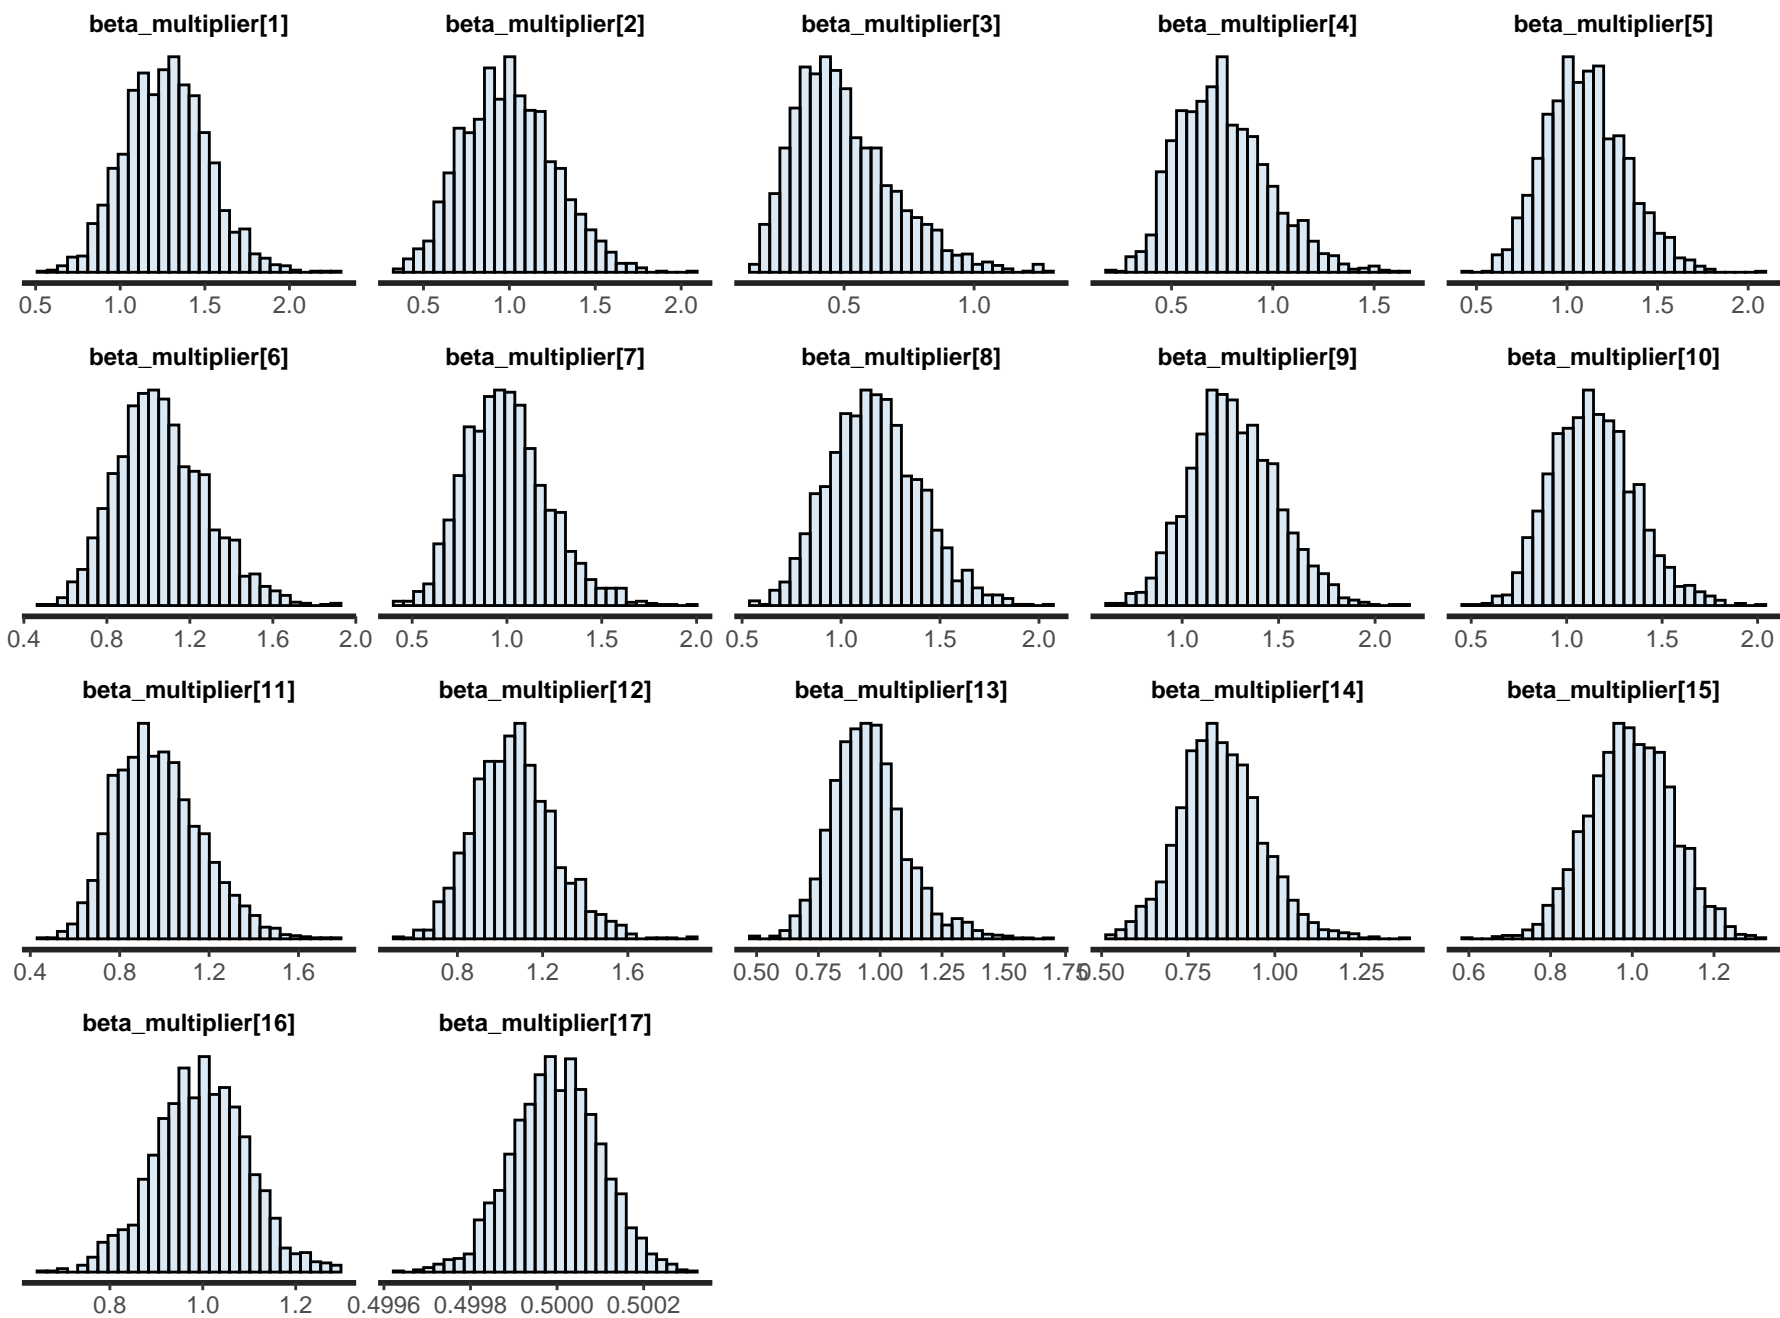 beta_multiplier[1] beta_multiplier[2] beta_multiplier[3] beta_multiplier[4] beta_multiplier[5]
0.5 1.0 1.5 2.0 0.5 1.0 1.5 2.0 0.5 1.0 0.5 1.0 1.5 0.5 1.0 1.5 2.0
beta_multiplier[6] beta_multiplier[7] beta_multiplier[8] beta_multiplier[9] beta_multiplier[10]
0.4 0.8 1.2 1.6 2.0 0.5 1.0 1.5 2.0 0.5 1.0 1.5 2.0 1.0 1.5 2.0 0.5 1.0 1.5 2.0
beta_multiplier[11] beta_multiplier[12] beta_multiplier[13] beta_multiplier[14] beta_multiplier[15]
0.4 0.8 1.2 1.6 0.8 1.2 1.6 0.50 0.75 1.00 1.25 1.50 1.75 0.50 0.75 1.00 1.25 0.6 0.8 1.0 1.2
beta_multiplier[16] beta_multiplier[17]
0.8 1.0 1.2 0.4996 0.4998 0.5000 0.5002